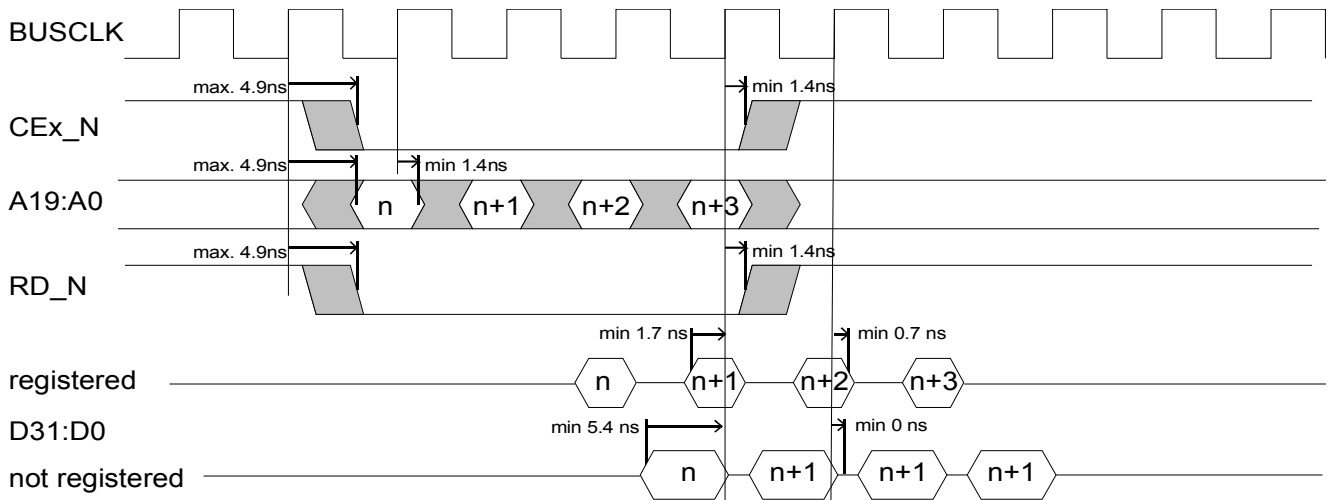 BUSCLK
max. 4.9ns
min 1.4ns
CEx_N
max. 4.9ns
min 1.4ns
A19:A0
n
n+1
n+2
n+3
max. 4.9ns
min 1.4ns
RD_N
min 1.7 ns
min 0.7 ns
registered
n
n+1
n+2
n+3
D31:D0
min 5.4 ns
min 0 ns
not registered
n
n+1
n+1
n+1